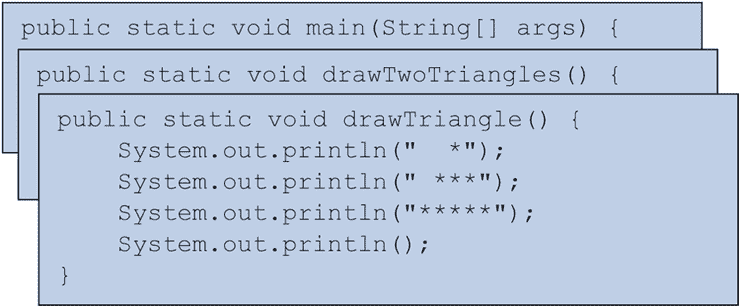 public static void main(String[] args) {
public static void drawTwoTriangles() {
public static void drawTriangle() {
    System.out.println("  *");
    System.out.println(" ***");
    System.out.println("*****");
    System.out.println();
}